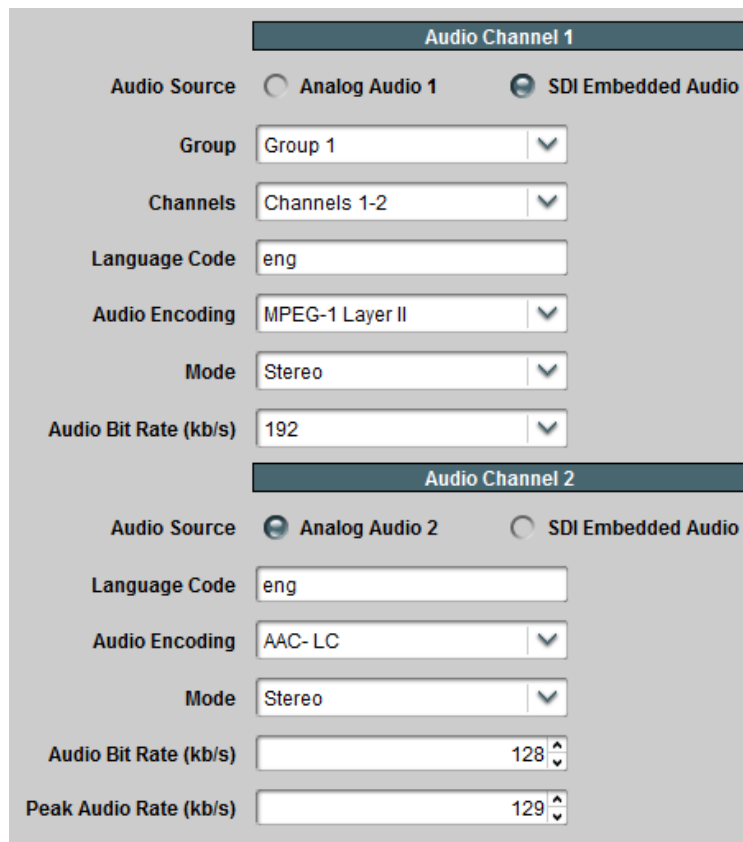 Audio Channel 1
Audio Source Analog Audio 1 SDI Embedded Audio
Group Group 1
Channels Channels 1-2
Language Code eng
Audio Encoding MPEG-1 Layer II
Mode Stereo
Audio Bit Rate (kb/s) 192
Audio Channel 2
Audio Source Analog Audio 2 SDI Embedded Audio
Language Code eng
Audio Encoding AAC- LC
Mode Stereo
Audio Bit Rate (kb/s) 128
Peak Audio Rate (kb/s) 129